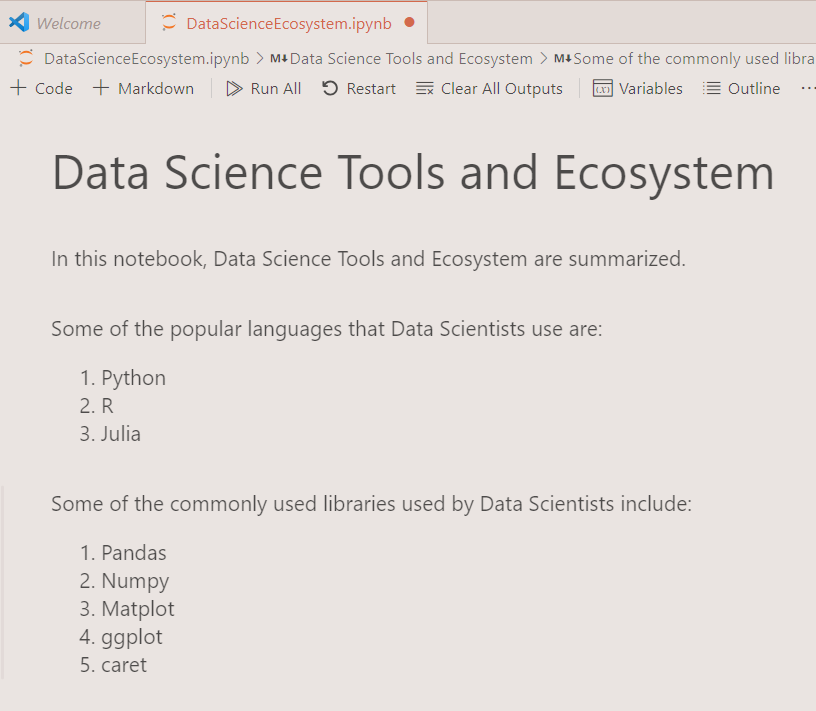 Welcome DataScienceEcosystem.ipynb
DataScienceEcosystem.ipynb > M↓ Data Science Tools and Ecosystem > M↓ Some of the commonly used libra
+ Code + Markdown Run All Restart Clear All Outputs (x) Variables Outline ...
Data Science Tools and Ecosystem
In this notebook, Data Science Tools and Ecosystem are summarized.
Some of the popular languages that Data Scientists use are:
1. Python
2. R
3. Julia
Some of the commonly used libraries used by Data Scientists include:
1. Pandas
2. Numpy
3. Matplot
4. ggplot
5. caret